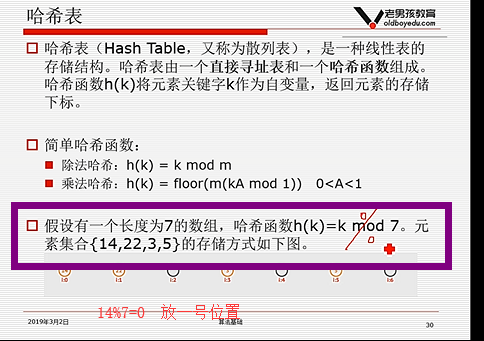 哈希表
老男孩教育
oldboyedu.com
哈希表（Hash Table，又称为散列表），是一种线性表的
存储结构。哈希表由一个直接寻址表和一个哈希函数组成。
哈希函数h(k)将元素关键字k作为自变量，返回元素的存储
下标。
简单哈希函数：
除法哈希：h(k) = k mod m
乘法哈希：h(k) = floor(m(kA mod 1))   0<A<1
假设有一个长度为7的数组，哈希函数h(k)=k mod 7。元
素集合{14,22,3,5}的存储方式如下图。
i:0 i:1 i:2 i:3 i:4 i:5 i:6
14%7=0 放一号位置
2019年3月2日 算法基础 30